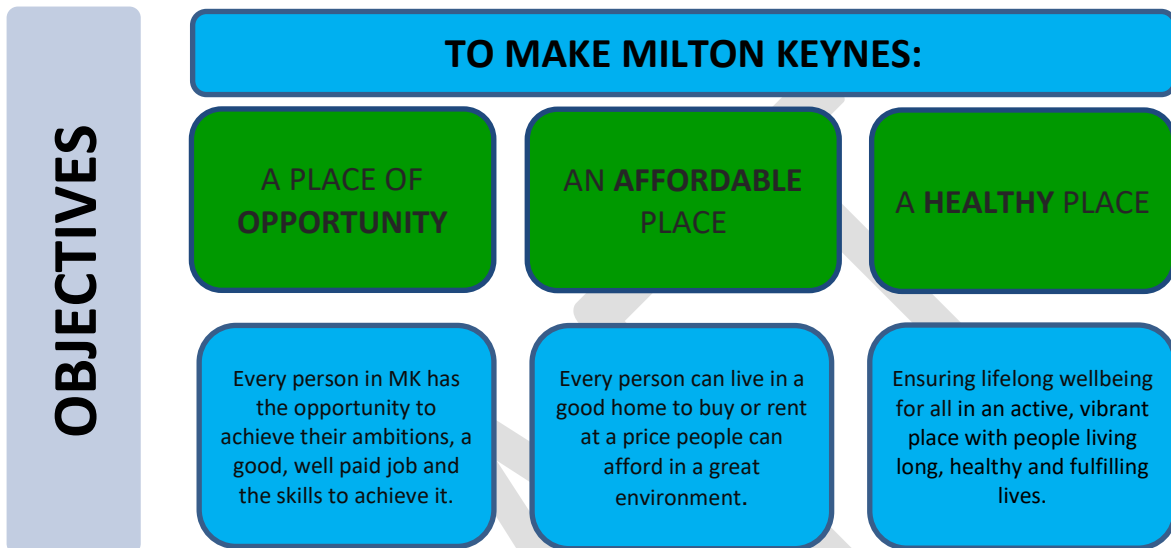 OBJECTIVES
TO MAKE MILTON KEYNES:
A PLACE OF
OPPORTUNITY
AN AFFORDABLE
PLACE
A HEALTHY PLACE
Every person in MK has
the opportunity to
achieve their ambitions, a
good, well paid job and
the skills to achieve it.
Every person can live in a
good home to buy or rent
at a price people can
afford in a great
environment.
Ensuring lifelong wellbeing
for all in an active, vibrant
place with people living
long, healthy and fulfilling
lives.